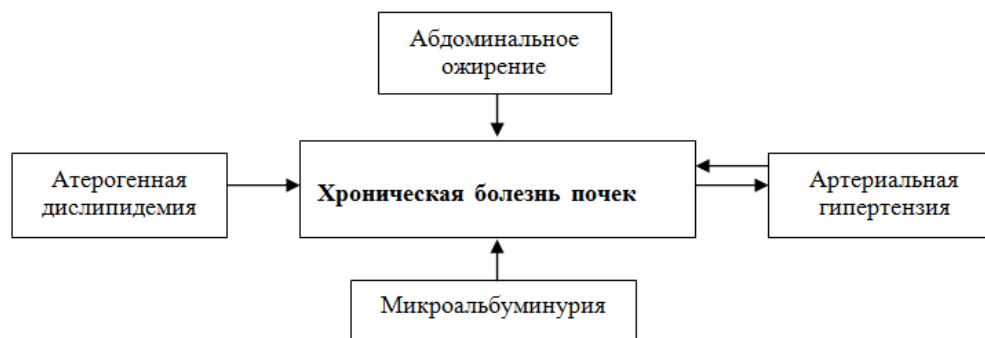 Абдоминальное
ожирение
Атерогенная
дислипидемия
Хроническая болезнь почек
Артериальная
гипертензия
Микроальбуминурия